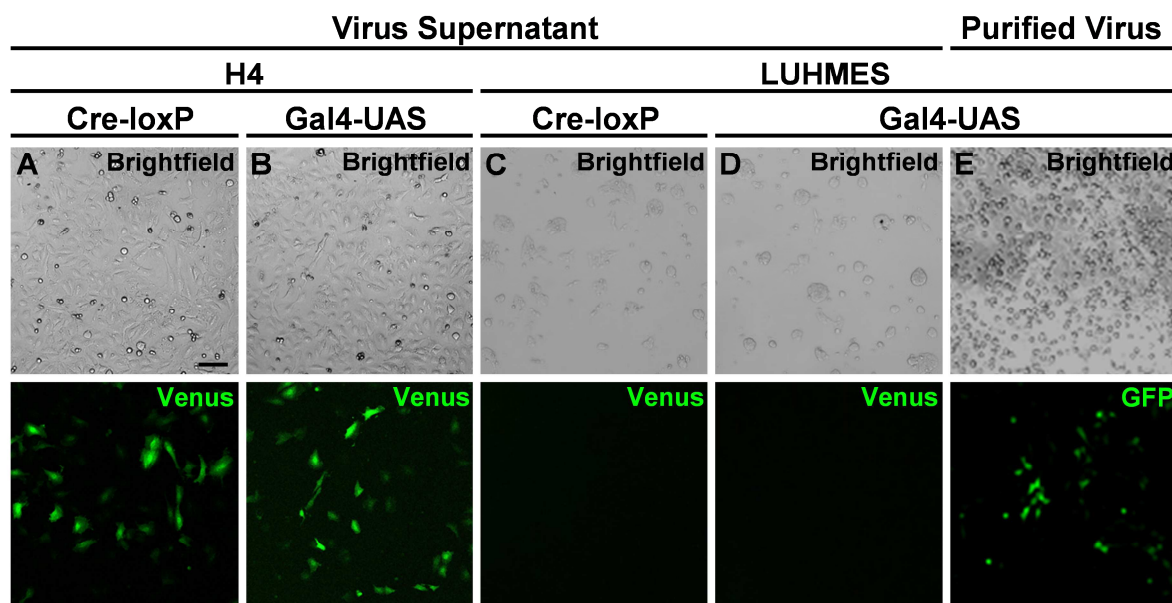 Virus Supernatant Purified Virus
H4 LUHMES
Cre-loxP Gal4-UAS Cre-loxP Gal4-UAS
A Brightfield B Brightfield C Brightfield D Brightfield E Brightfield
Venus Venus Venus Venus GFP